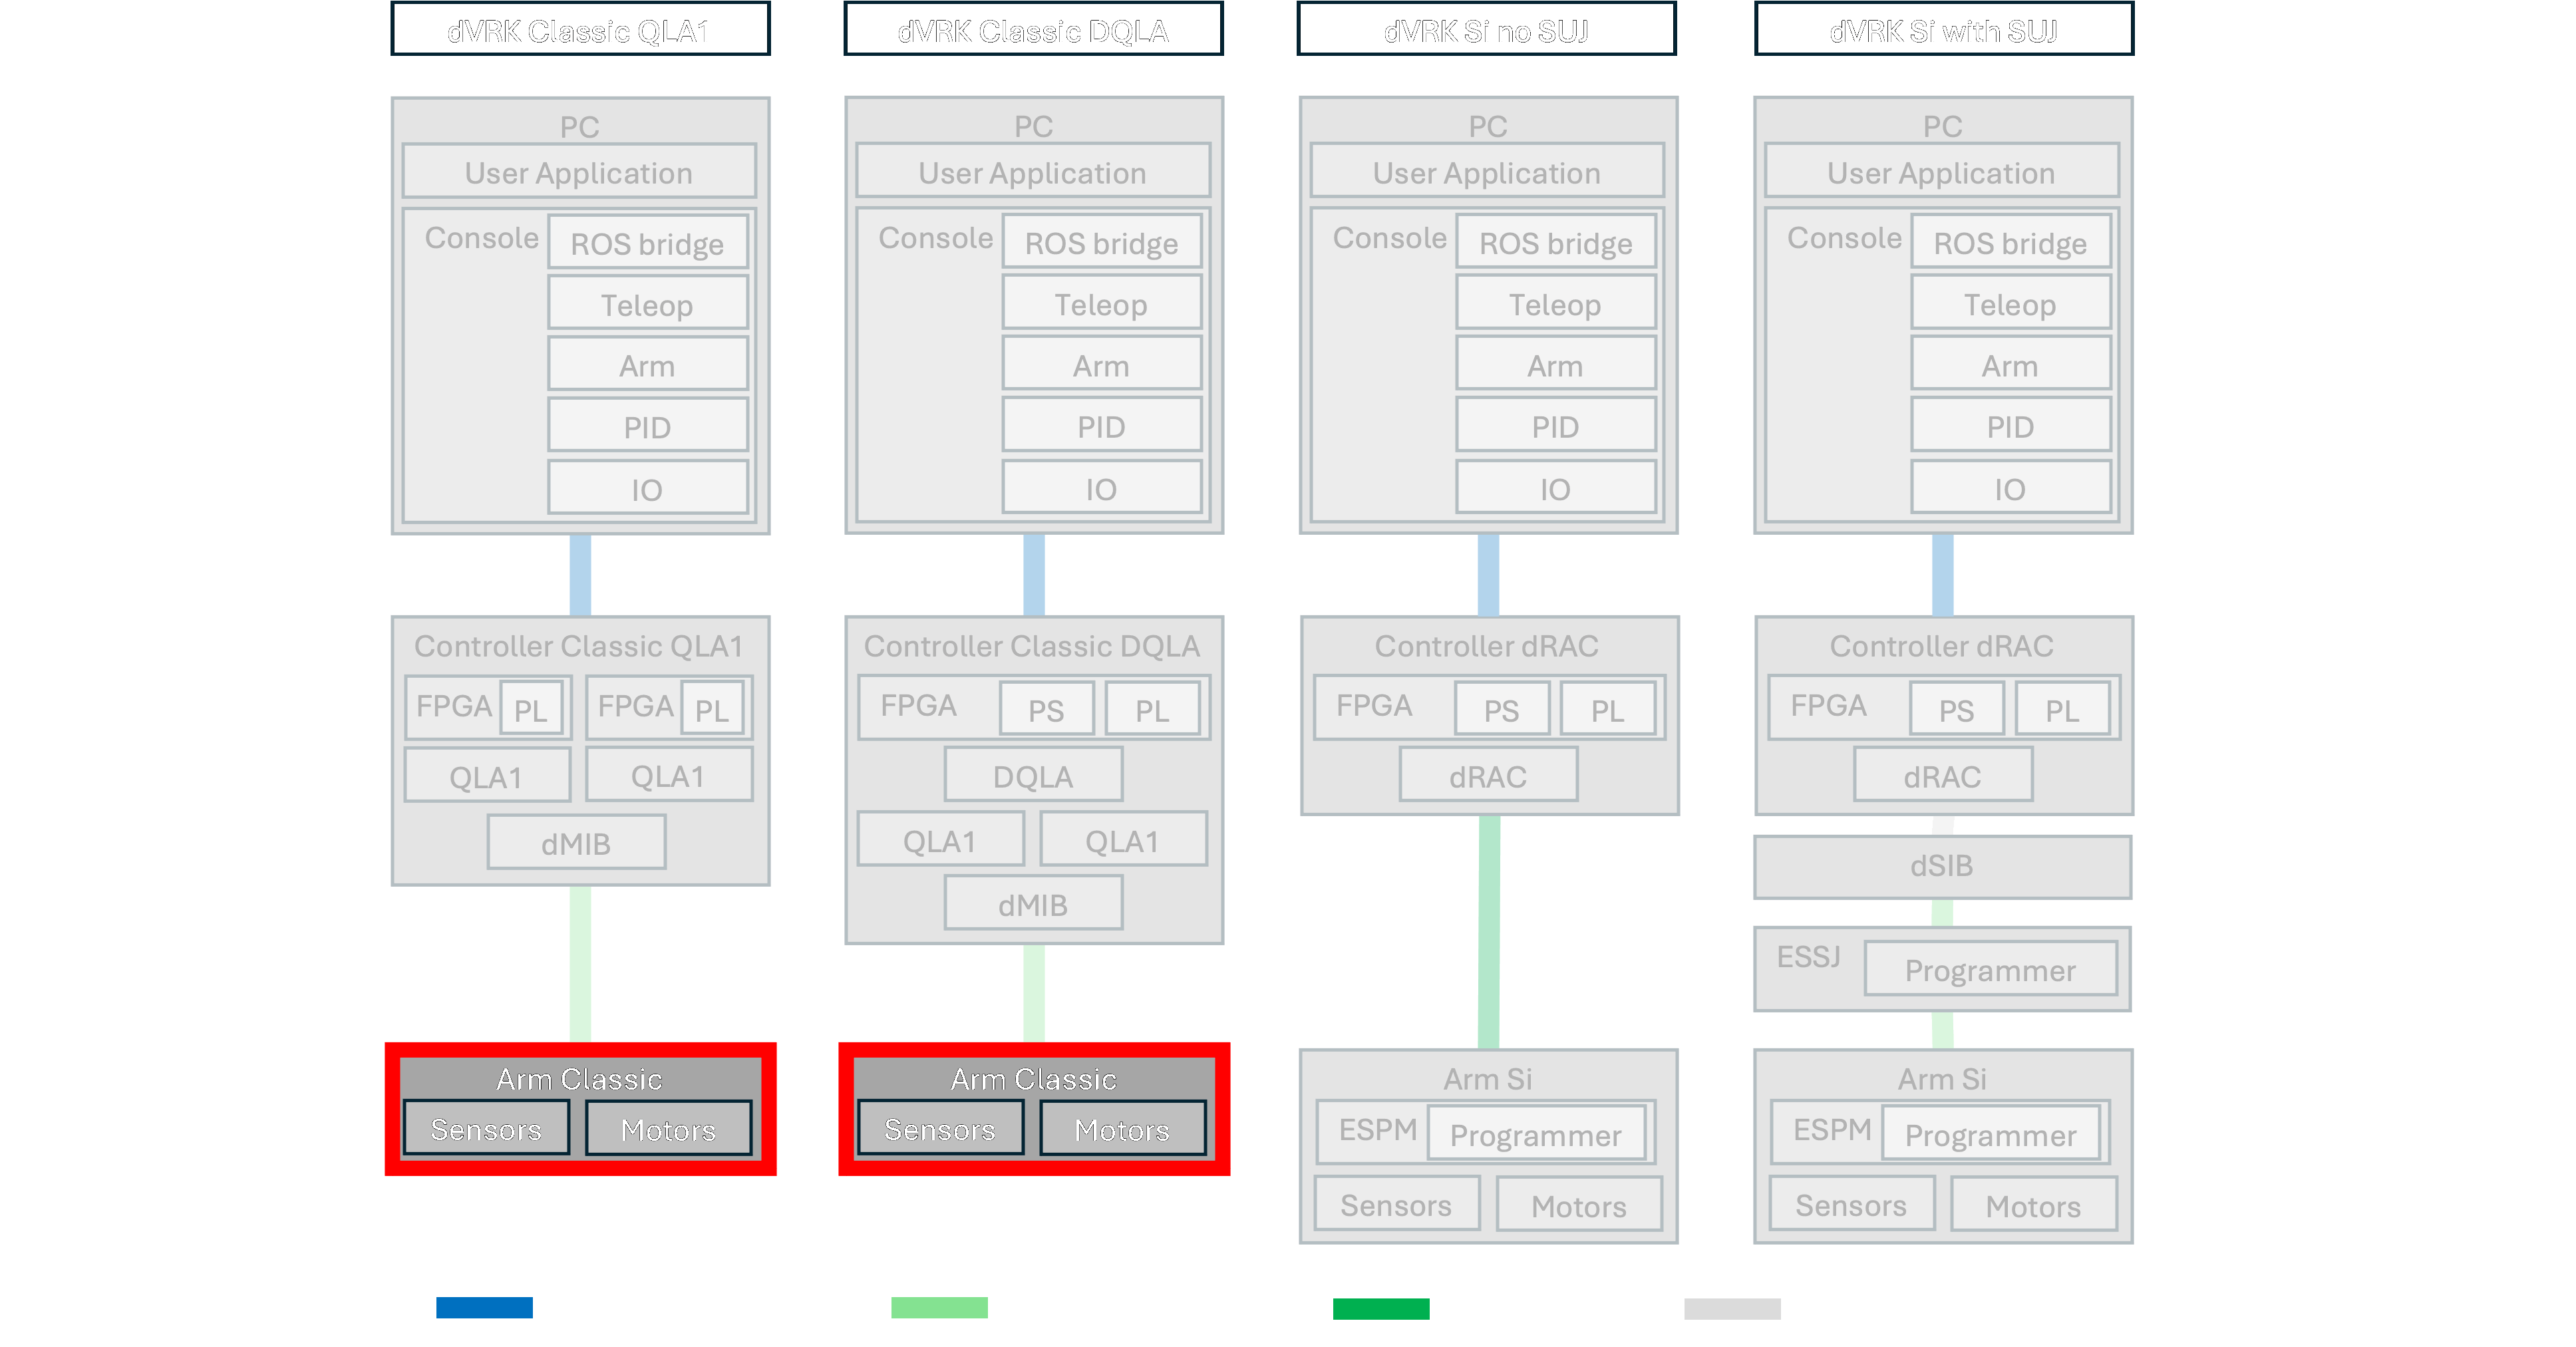 dVRK Classic QLA1
dVRK Classic DQLA
dVRK Si no SUJ
dVRK Si with SUJ
PC
User Application
Console
ROS bridge
Teleop
Arm
PID
IO
PC
User Application
Console
ROS bridge
Teleop
Arm
PID
IO
PC
User Application
Console
ROS bridge
Teleop
Arm
PID
IO
PC
User Application
Console
ROS bridge
Teleop
Arm
PID
IO
Controller Classic QLA1
FPGA
PL
FPGA
PL
QLA1
QLA1
dMIB
Controller Classic DQLA
FPGA
PS
PL
DQLA
QLA1
QLA1
dMIB
Controller dRAC
FPGA
PS
PL
dRAC
Controller dRAC
FPGA
PS
PL
dRAC
dSIB
ESSJ
Programmer
Arm Classic
Sensors
Motors
Arm Classic
Sensors
Motors
Arm Si
ESPM
Programmer
Sensors
Motors
Arm Si
ESPM
Programmer
Sensors
Motors